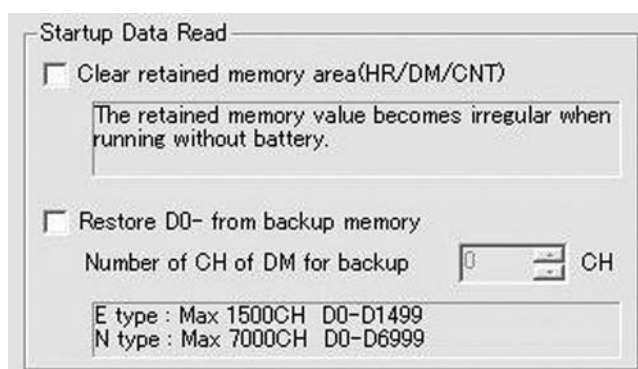 Startup Data Read
Clear retained memory area(HR/DM/CNT)
The retained memory value becomes irregular when
running without battery.
Restore D0- from backup memory
Number of CH of DM for backup 0 CH
E type : Max 1500CH D0-D1499
N type : Max 7000CH D0-D6999